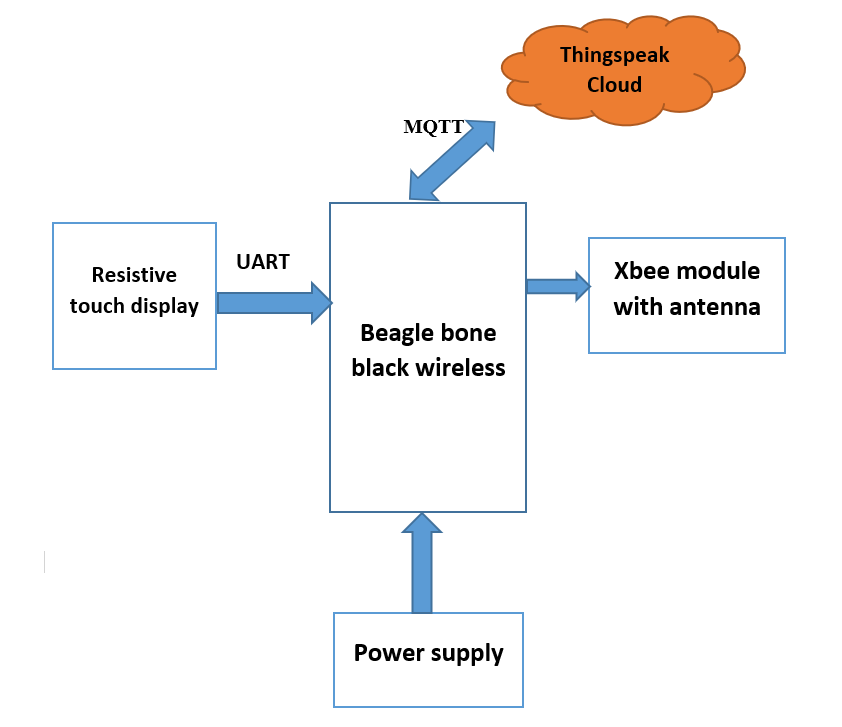 Thingspeak
Cloud
MQTT
Resistive
touch display
UART
Beagle bone
black wireless
Xbee module
with antenna
Power supply